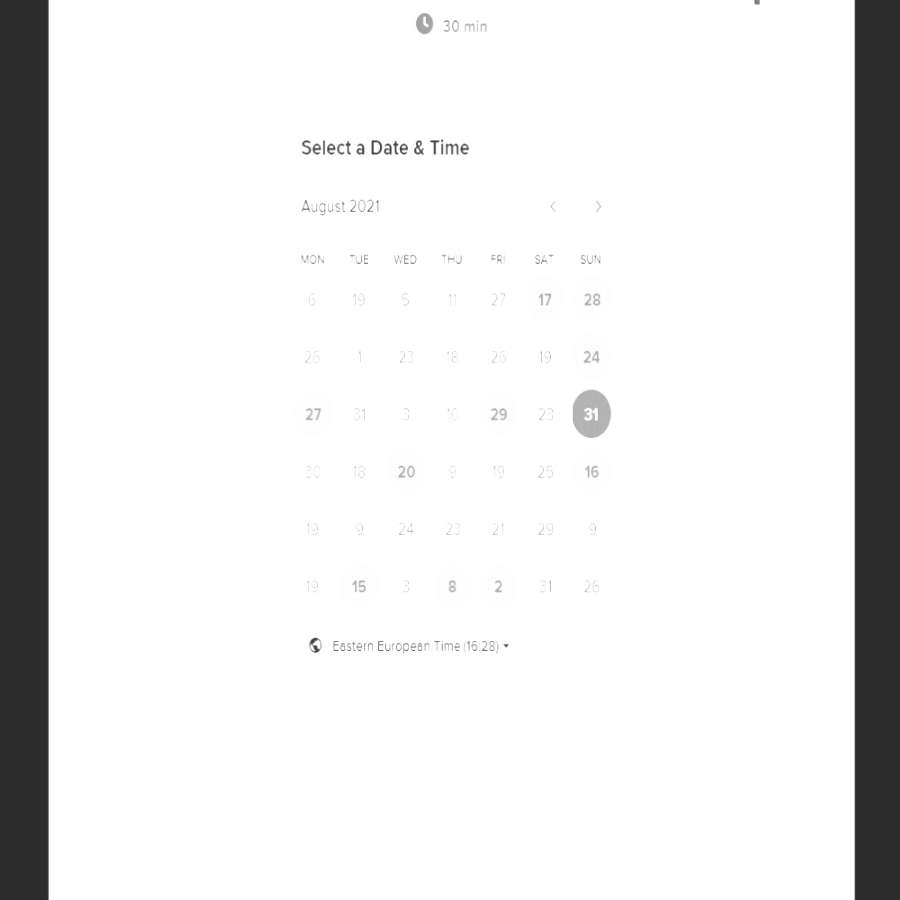 30 min
Select a Date & Time
August 2021
MON TUE WED THU FRI SAT SUN
6 19 5 11 27 17 28
26 1 23 18 26 19 24
27 31 3 10 29 23 31
30 18 20 9 19 25 16
19 9 24 23 21 29 9
19 15 3 8 2 31 26
Eastern European Time (16:28)